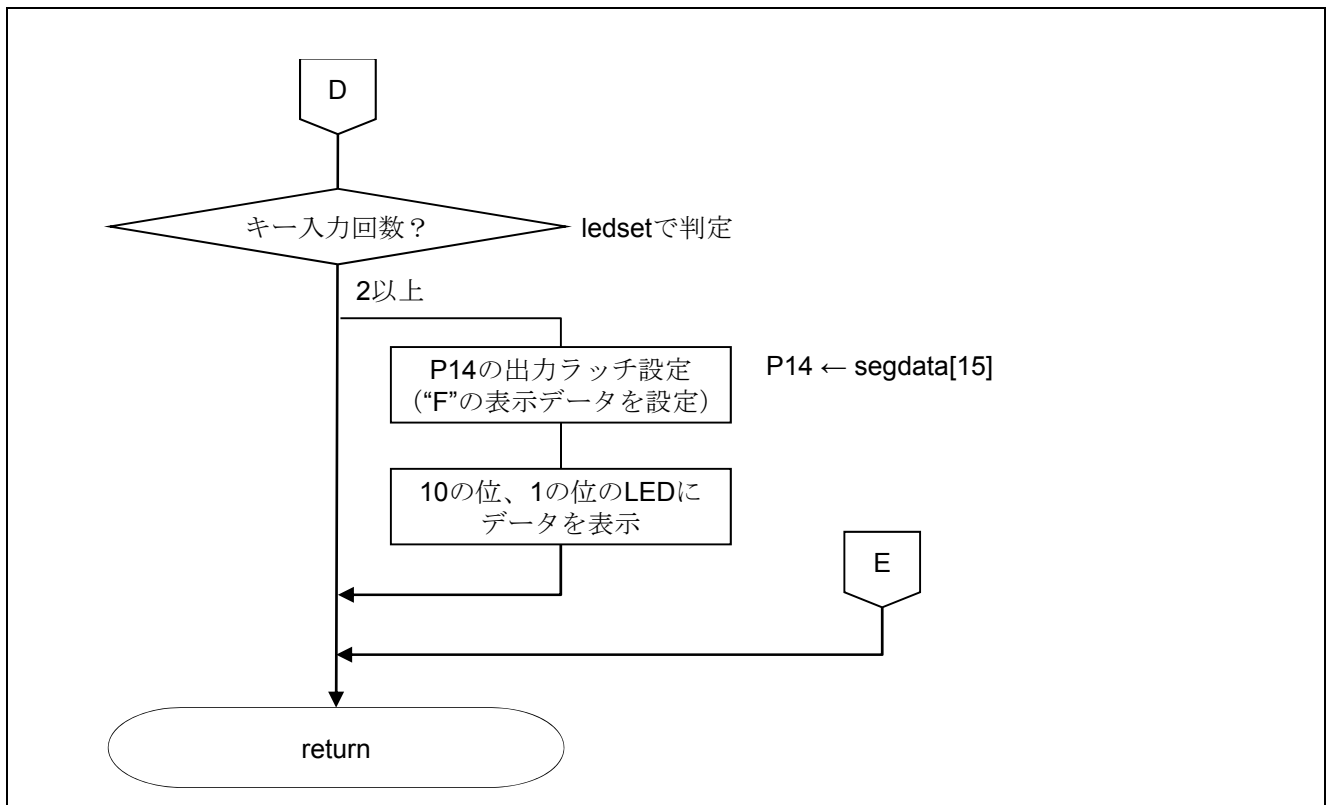 D
キー入力回数？
ledsetで判定
2以上
P14の出力ラッチ設定
（“F”の表示データを設定）
P14 ← segdata[15]
10の位、1の位のLEDに
データを表示
E
return